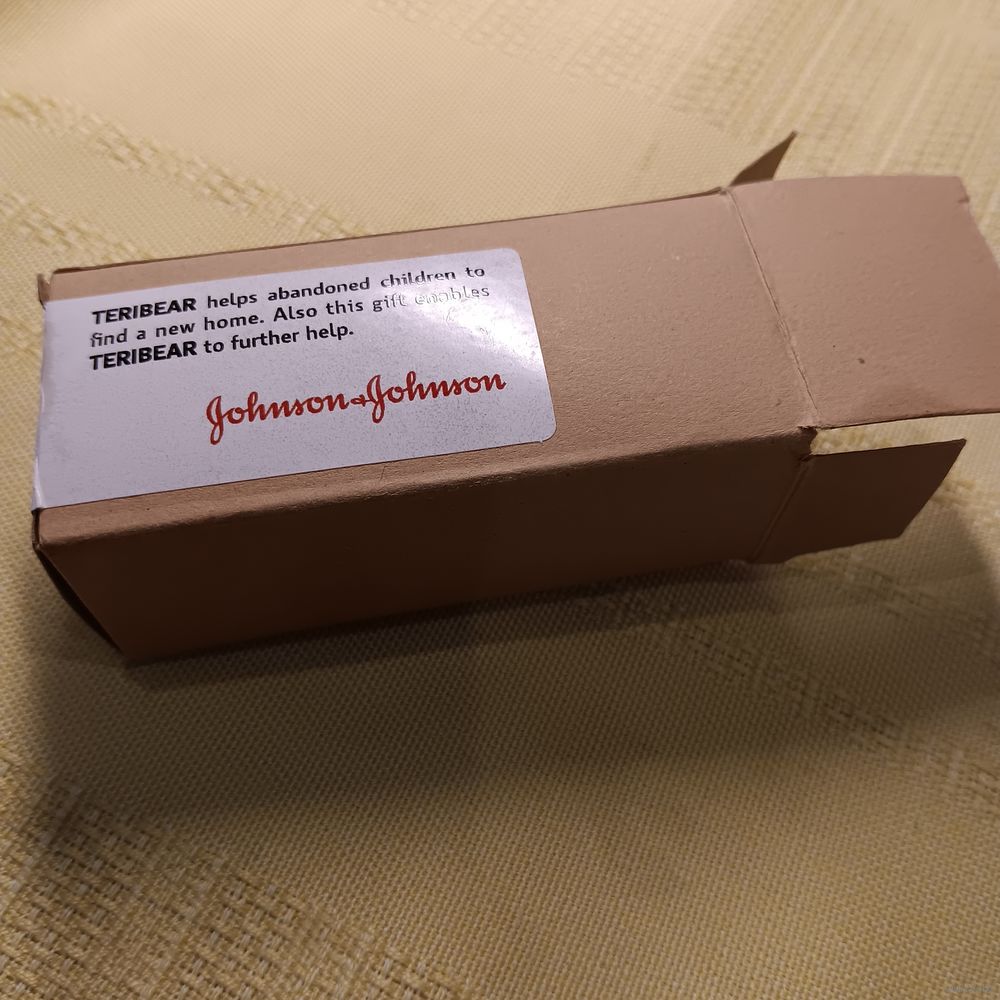 TERIBEAR helps abandoned children to
find a new home. Also this gift enables
TERIBEAR to further help.
Johnson & Johnson